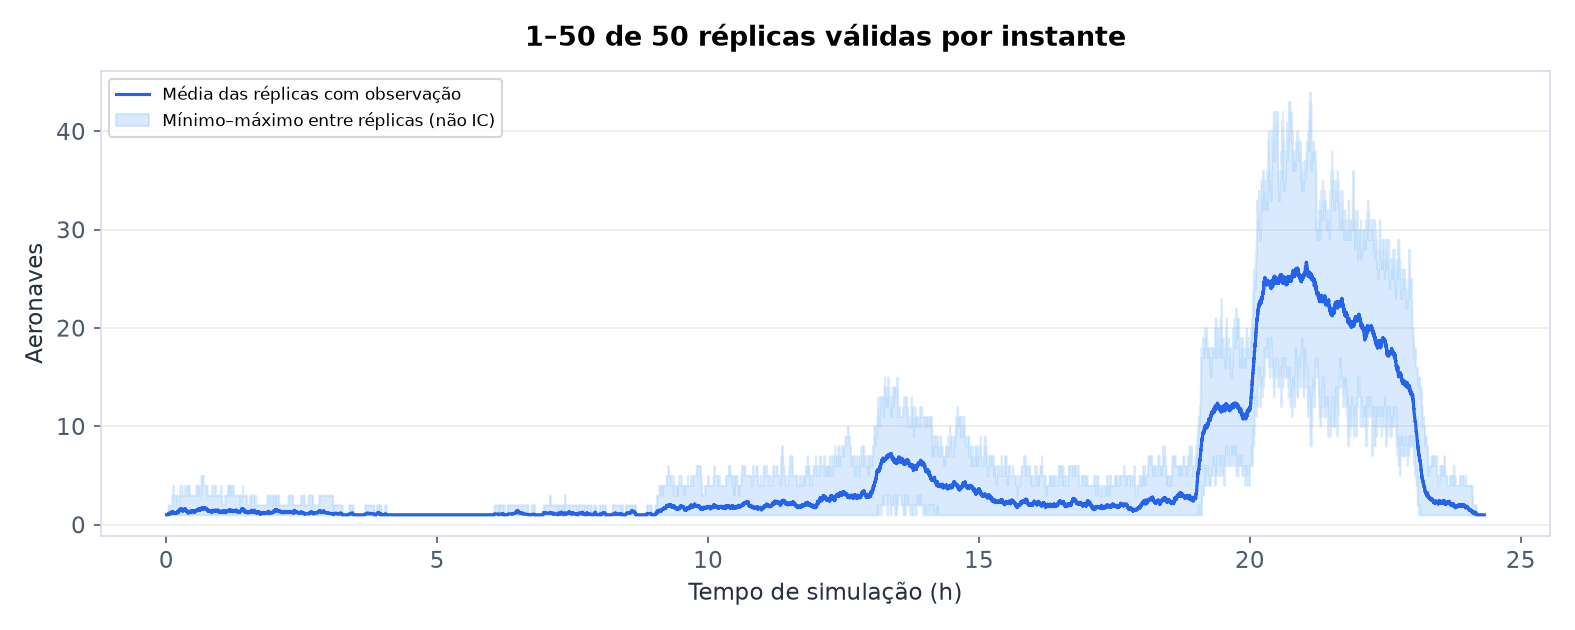 1–50 de 50 réplicas válidas por instante
Média das réplicas com observação
Mínimo–máximo entre réplicas (não IC)
Aeronaves
40
30
20
10
0
0 5 10 15 20 25
Tempo de simulação (h)